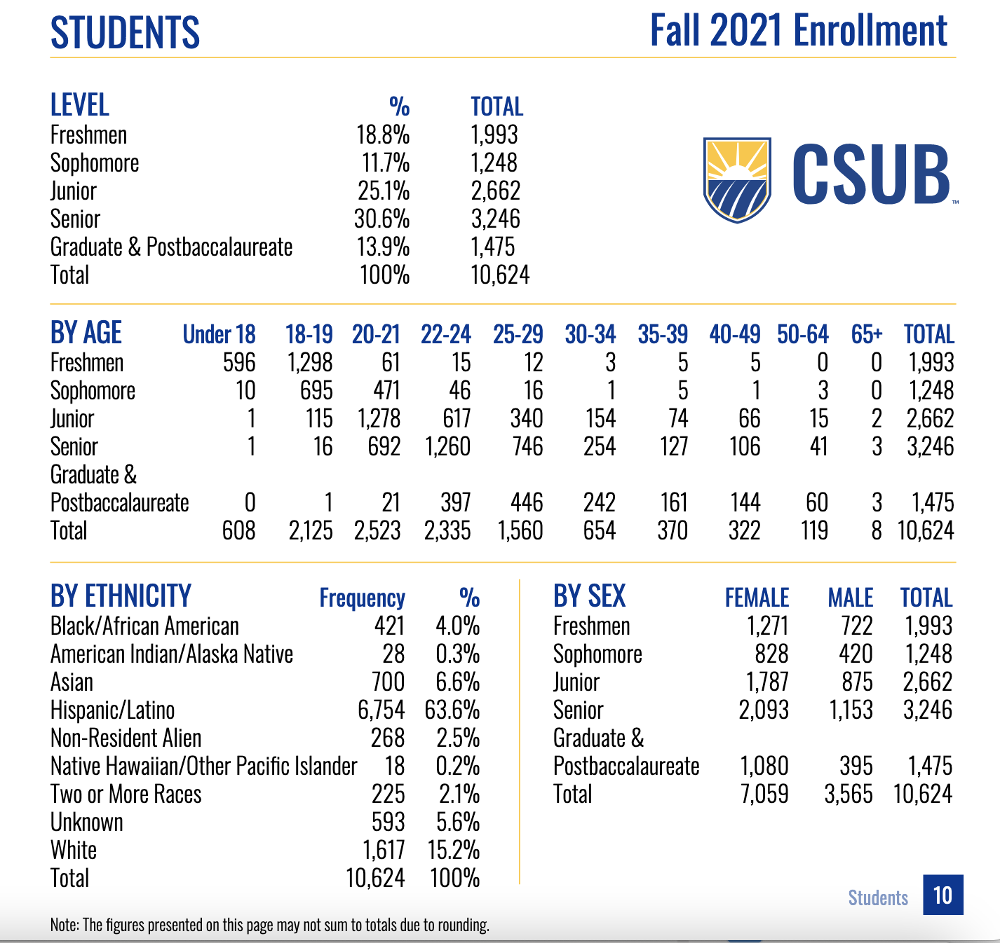 STUDENTS Fall 2021 Enrollment
LEVEL % TOTAL
Freshmen 18.8% 1,993
Sophomore 11.7% 1,248
Junior 25.1% 2,662
Senior 30.6% 3,246
Graduate & Postbaccalaureate 13.9% 1,475
Total 100% 10,624
CSUB™
BY AGE Under 18 18-19 20-21 22-24 25-29 30-34 35-39 40-49 50-64 65+ TOTAL
Freshmen 596 1,298 61 15 12 3 5 5 0 0 1,993
Sophomore 10 695 471 46 16 1 5 1 3 0 1,248
Junior 1 115 1,278 617 340 154 74 66 15 2 2,662
Senior 1 16 692 1,260 746 254 127 106 41 3 3,246
Graduate &
Postbaccalaureate 0 1 21 397 446 242 161 144 60 3 1,475
Total 608 2,125 2,523 2,335 1,560 654 370 322 119 8 10,624
BY ETHNICITY Frequency %
Black/African American 421 4.0%
American Indian/Alaska Native 28 0.3%
Asian 700 6.6%
Hispanic/Latino 6,754 63.6%
Non-Resident Alien 268 2.5%
Native Hawaiian/Other Pacific Islander 18 0.2%
Two or More Races 225 2.1%
Unknown 593 5.6%
White 1,617 15.2%
Total 10,624 100%
BY SEX FEMALE MALE TOTAL
Freshmen 1,271 722 1,993
Sophomore 828 420 1,248
Junior 1,787 875 2,662
Senior 2,093 1,153 3,246
Graduate &
Postbaccalaureate 1,080 395 1,475
Total 7,059 3,565 10,624
Students 10
Note: The figures presented on this page may not sum to totals due to rounding.